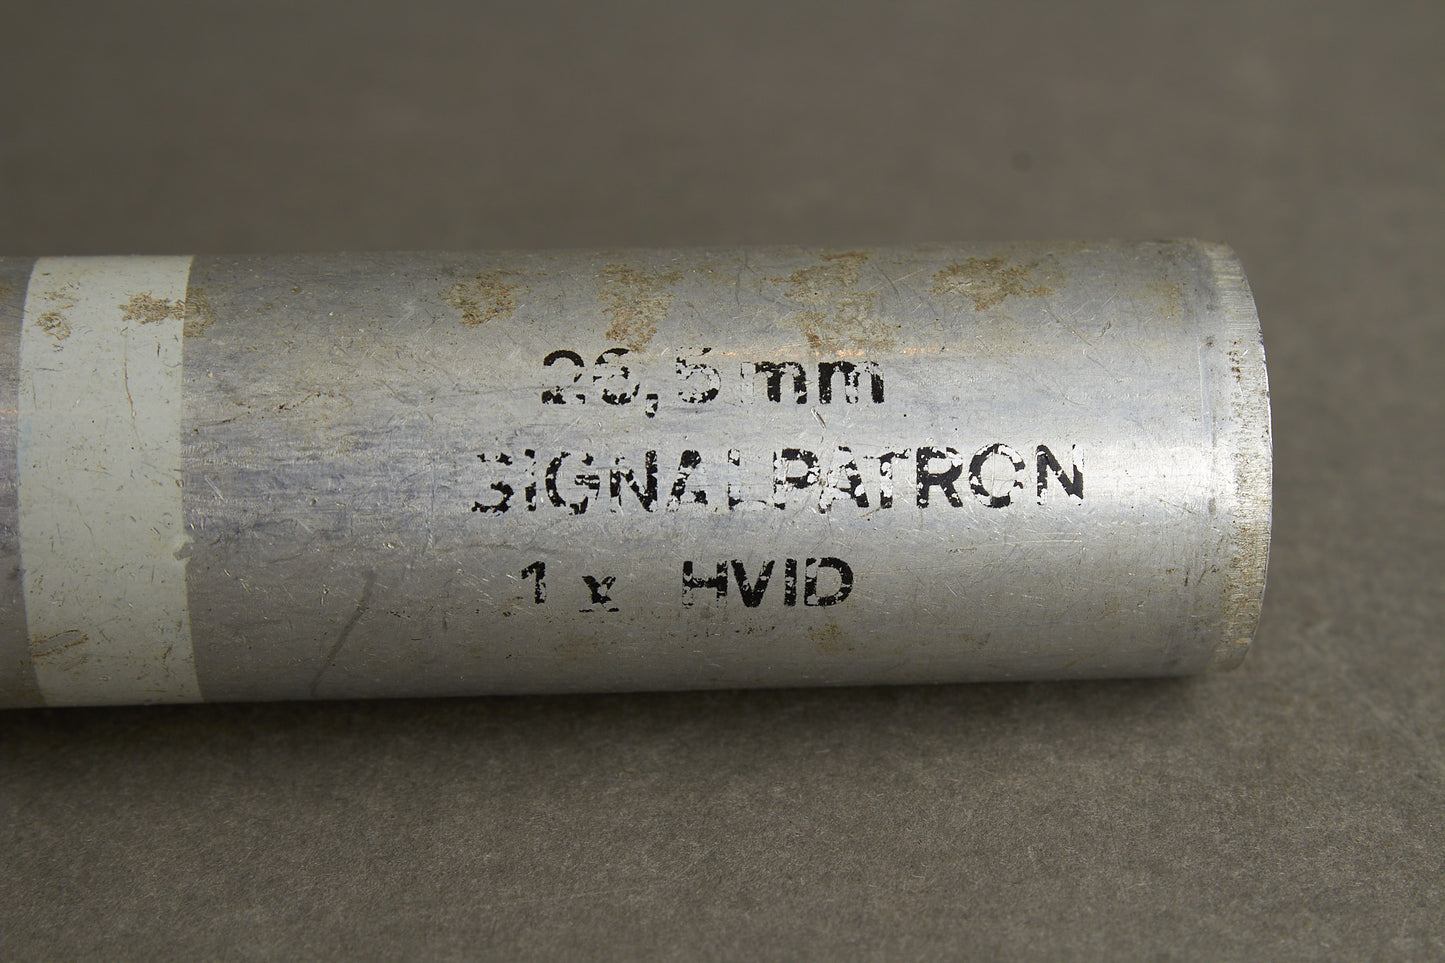 26,5 mm
SIGNALPATRON
1 x HVID